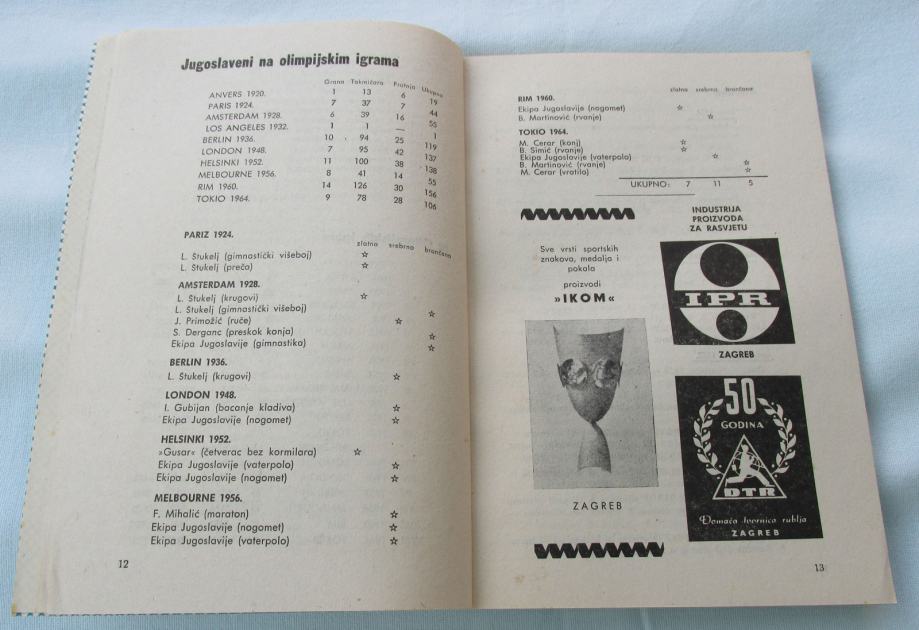 Jugoslaveni na olimpijskim igrama
Grana Takmičara Pratnja Ukupno
ANVERS 1920. 1 13 6 19
PARIS 1924. 7 37 7 44
AMSTERDAM 1928. 6 39 16 55
LOS ANGELES 1932. 1 1 — 1
BERLIN 1936. 10 94 25 119
LONDON 1948. 7 95 42 137
HELSINKI 1952. 11 100 38 138
MELBOURNE 1956. 8 41 14 55
RIM 1960. 14 126 30 156
TOKIO 1964. 9 78 28 106
PARIZ 1924.
zlatna srebrna brončana
L. Štukelj (gimnastički višeboj) ☆
L. Štukelj (preča) ☆
AMSTERDAM 1928.
L. Štukelj (krugovi) ☆
L. Štukelj (gimnastički višeboj) ☆
J. Primožič (ruče) ☆
S. Derganc (preskok konja) ☆
Ekipa Jugoslavije (gimnastika) ☆
BERLIN 1936.
L. Štukelj (krugovi) ☆
LONDON 1948.
I. Gubijan (bacanje kladiva) ☆
Ekipa Jugoslavije (nogomet) ☆
HELSINKI 1952.
»Gusar« (četverac bez kormilara) ☆
Ekipa Jugoslavije (vaterpolo) ☆
Ekipa Jugoslavije (nogomet) ☆
MELBOURNE 1956.
F. Mihalić (maraton) ☆
Ekipa Jugoslavije (nogomet) ☆
Ekipa Jugoslavije (vaterpolo) ☆
12
zlatna srebrna brončana
RIM 1960.
Ekipa Jugoslavije (nogomet) ☆
B. Martinović (rvanje) ☆
TOKIO 1964.
M. Cerar (konj) ☆
B. Simić (rvanje) ☆
Ekipa Jugoslavije (vaterpolo) ☆
B. Martinović (rvanje) ☆
M. Cerar (vratilo) ☆
UKUPNO: 7 11 5
Sve vrsti sportskih
znakova, medalja i
pokala
proizvodi
»IKOM«
ZAGREB
INDUSTRIJA
PROIZVODA
ZA RASVJETU
IPR
ZAGREB
50
GODINA
DTR
Domaća tvornica rublja
ZAGREB
13